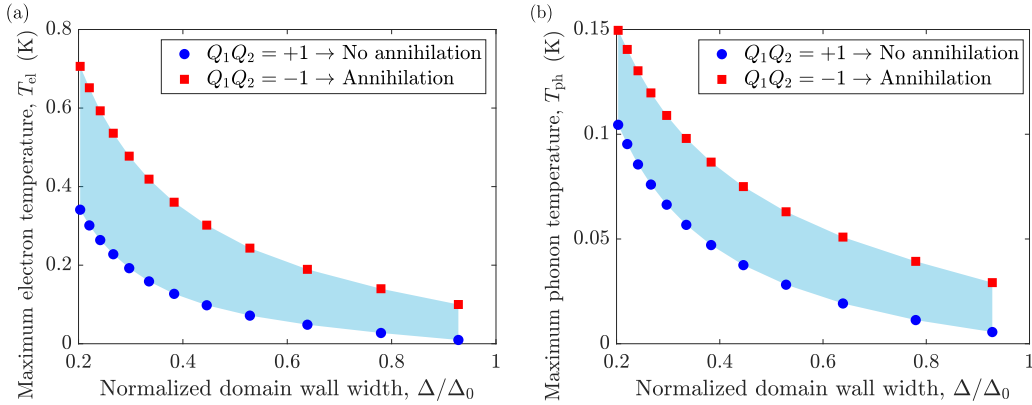 (a)
Maximum electron temperature, T_el (K)
0.8
0.6
0.4
0.2
0
Q₁Q₂ = +1 → No annihilation
Q₁Q₂ = −1 → Annihilation
0.2 0.4 0.6 0.8 1
Normalized domain wall width, Δ/Δ₀
(b)
Maximum phonon temperature, T_ph (K)
0.15
0.1
0.05
0
Q₁Q₂ = +1 → No annihilation
Q₁Q₂ = −1 → Annihilation
0.2 0.4 0.6 0.8 1
Normalized domain wall width, Δ/Δ₀